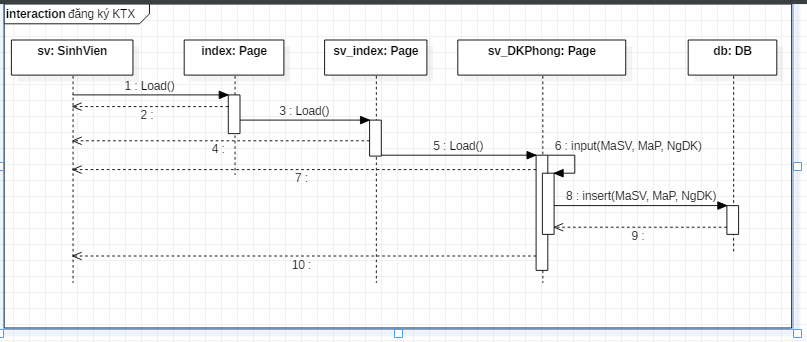 interaction đăng ký KTX
sv: SinhVien
index: Page
sv_index: Page
sv_DKPhong: Page
db: DB
1 : Load()
2 :
3 : Load()
4 :
5 : Load()
6 : input(MaSV, MaP, NgDK)
7 :
8 : insert(MaSV, MaP, NgDK)
9 :
10 :